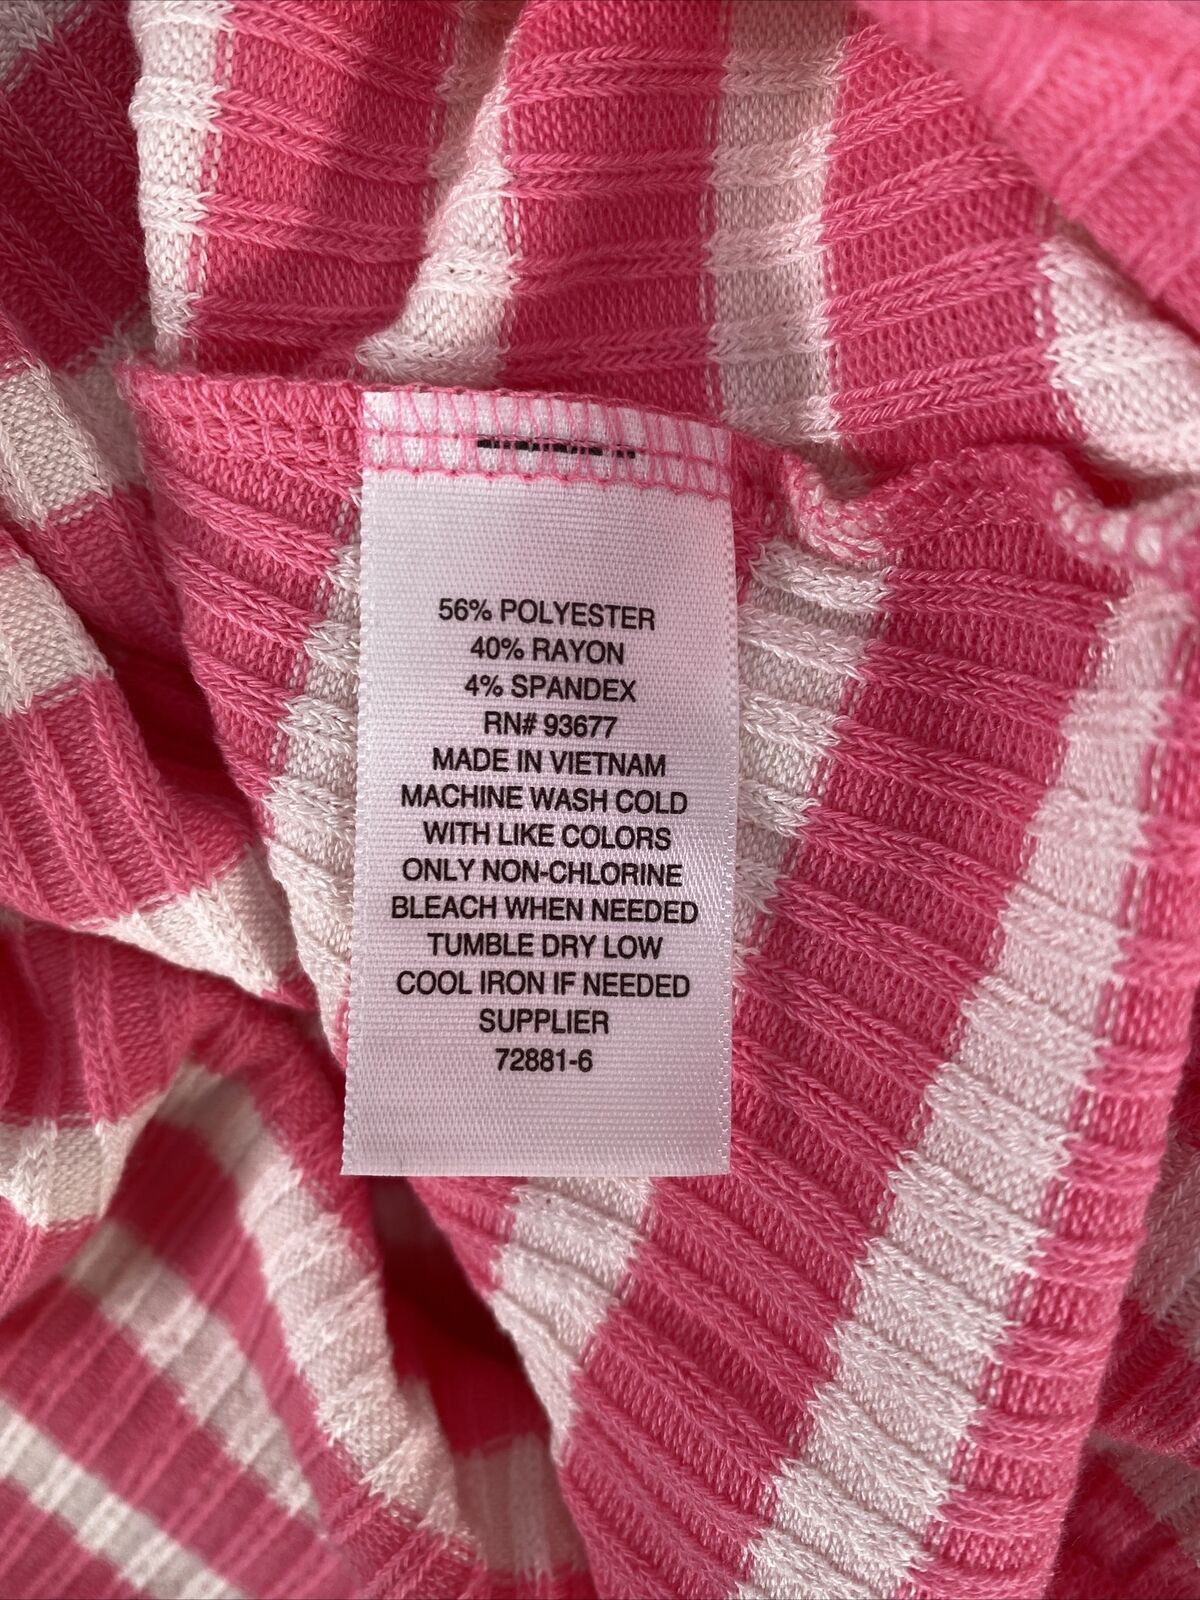 56% POLYESTER
40% RAYON
4% SPANDEX
RN# 93677
MADE IN VIETNAM
MACHINE WASH COLD
WITH LIKE COLORS
ONLY NON-CHLORINE
BLEACH WHEN NEEDED
TUMBLE DRY LOW
COOL IRON IF NEEDED
SUPPLIER
72881-6